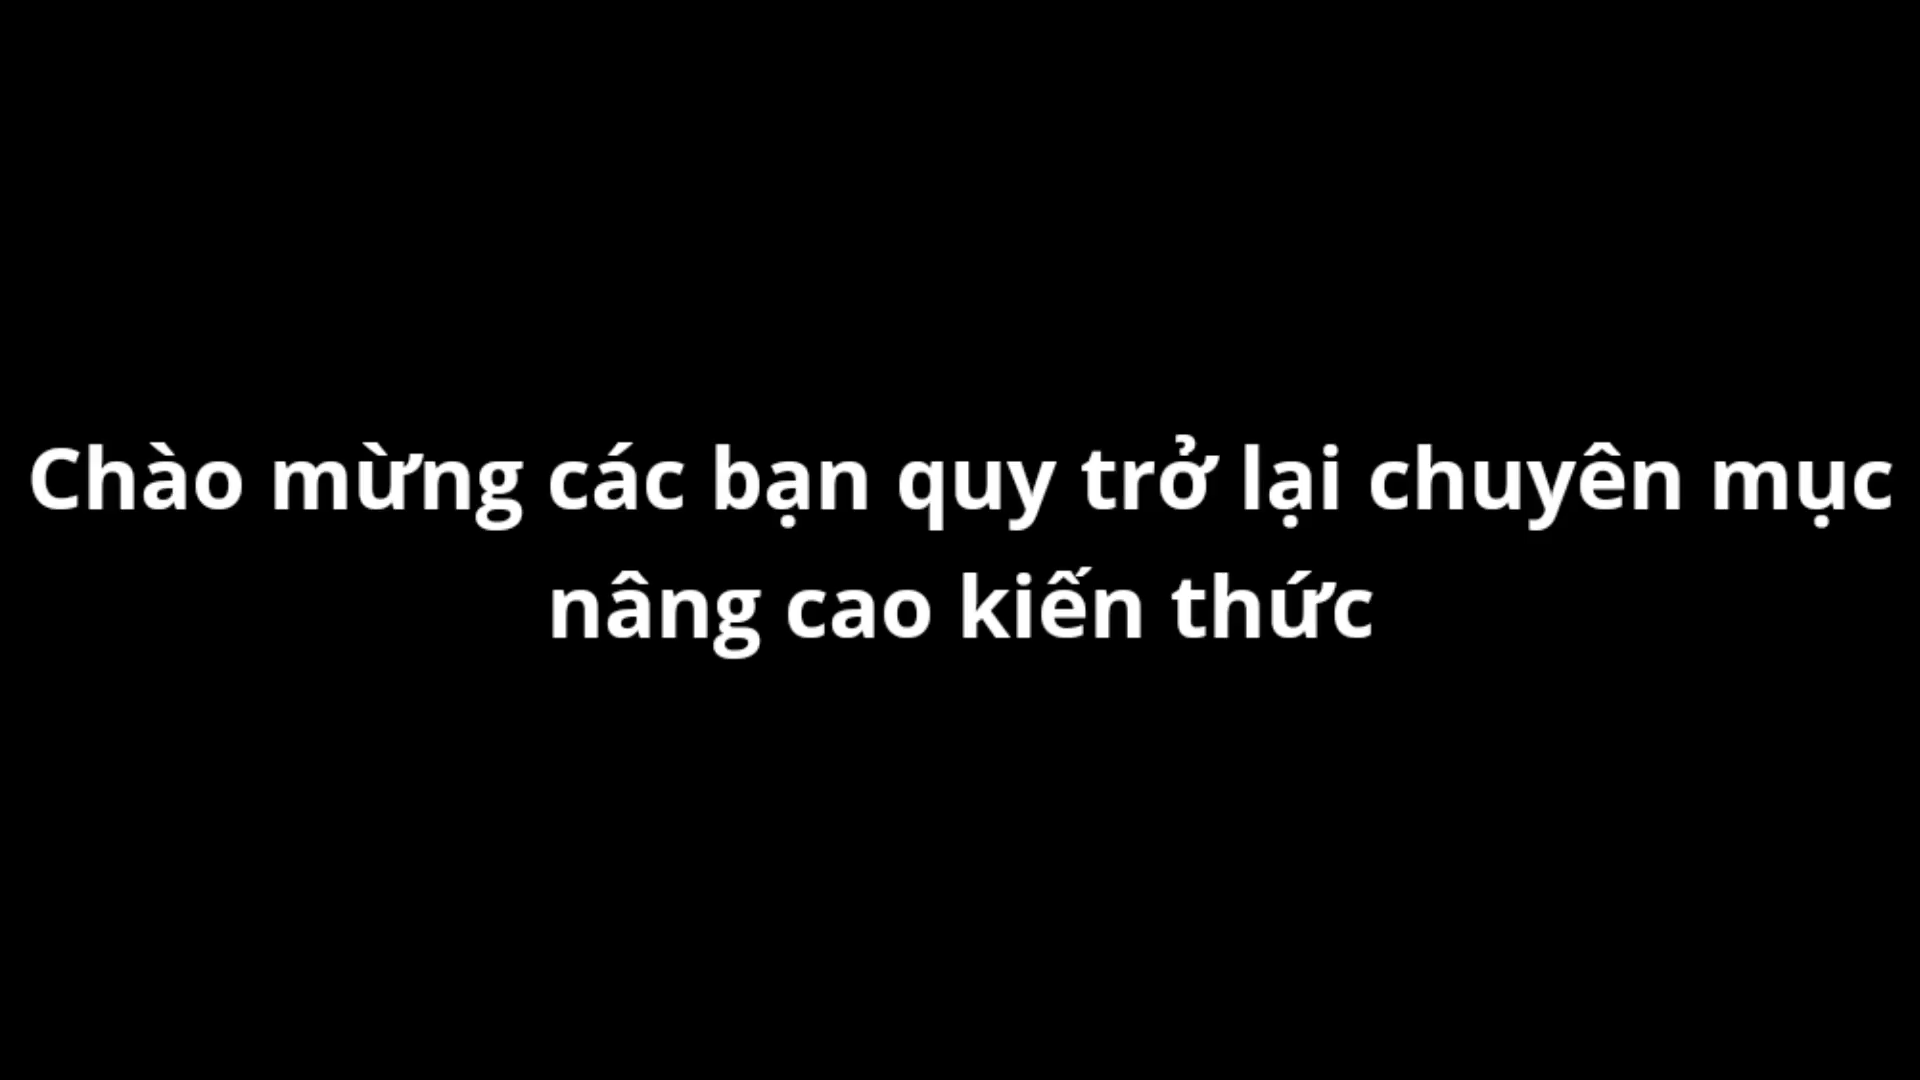 Chào mừng các bạn quy trở lại chuyên mục
nâng cao kiến thức